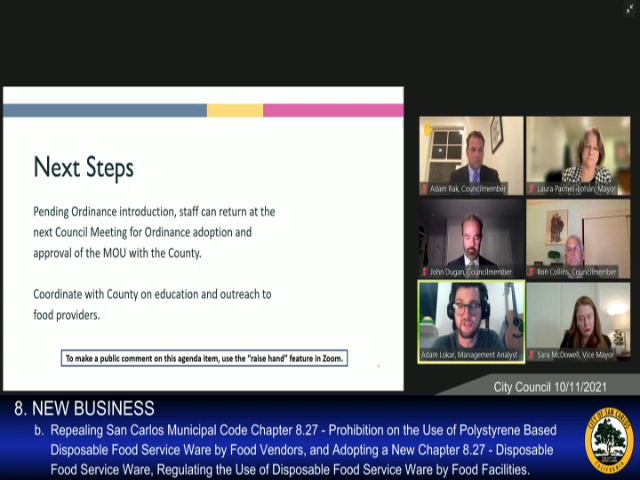 Next Steps
Pending Ordinance introduction, staff can return at the
next Council Meeting for Ordinance adoption and
approval of the MOU with the County.
Coordinate with County on education and outreach to
food providers.
To make a public comment on this agenda item, use the "raise hand" feature in Zoom.
Adam Rak, Councilmember
Laura Parmer-Lohan, Mayor
John Dugan, Councilmember
Ron Collins, Councilmember
Adam Lokar, Management Analyst
Sara McDowell, Vice Mayor
City Council 10/11/2021
8. NEW BUSINESS
b. Repealing San Carlos Municipal Code Chapter 8.27 - Prohibition on the Use of Polystyrene Based
Disposable Food Service Ware by Food Vendors, and Adopting a New Chapter 8.27 - Disposable
Food Service Ware, Regulating the Use of Disposable Food Service Ware by Food Facilities.
CITY OF SAN CARLOS
CALIFORNIA